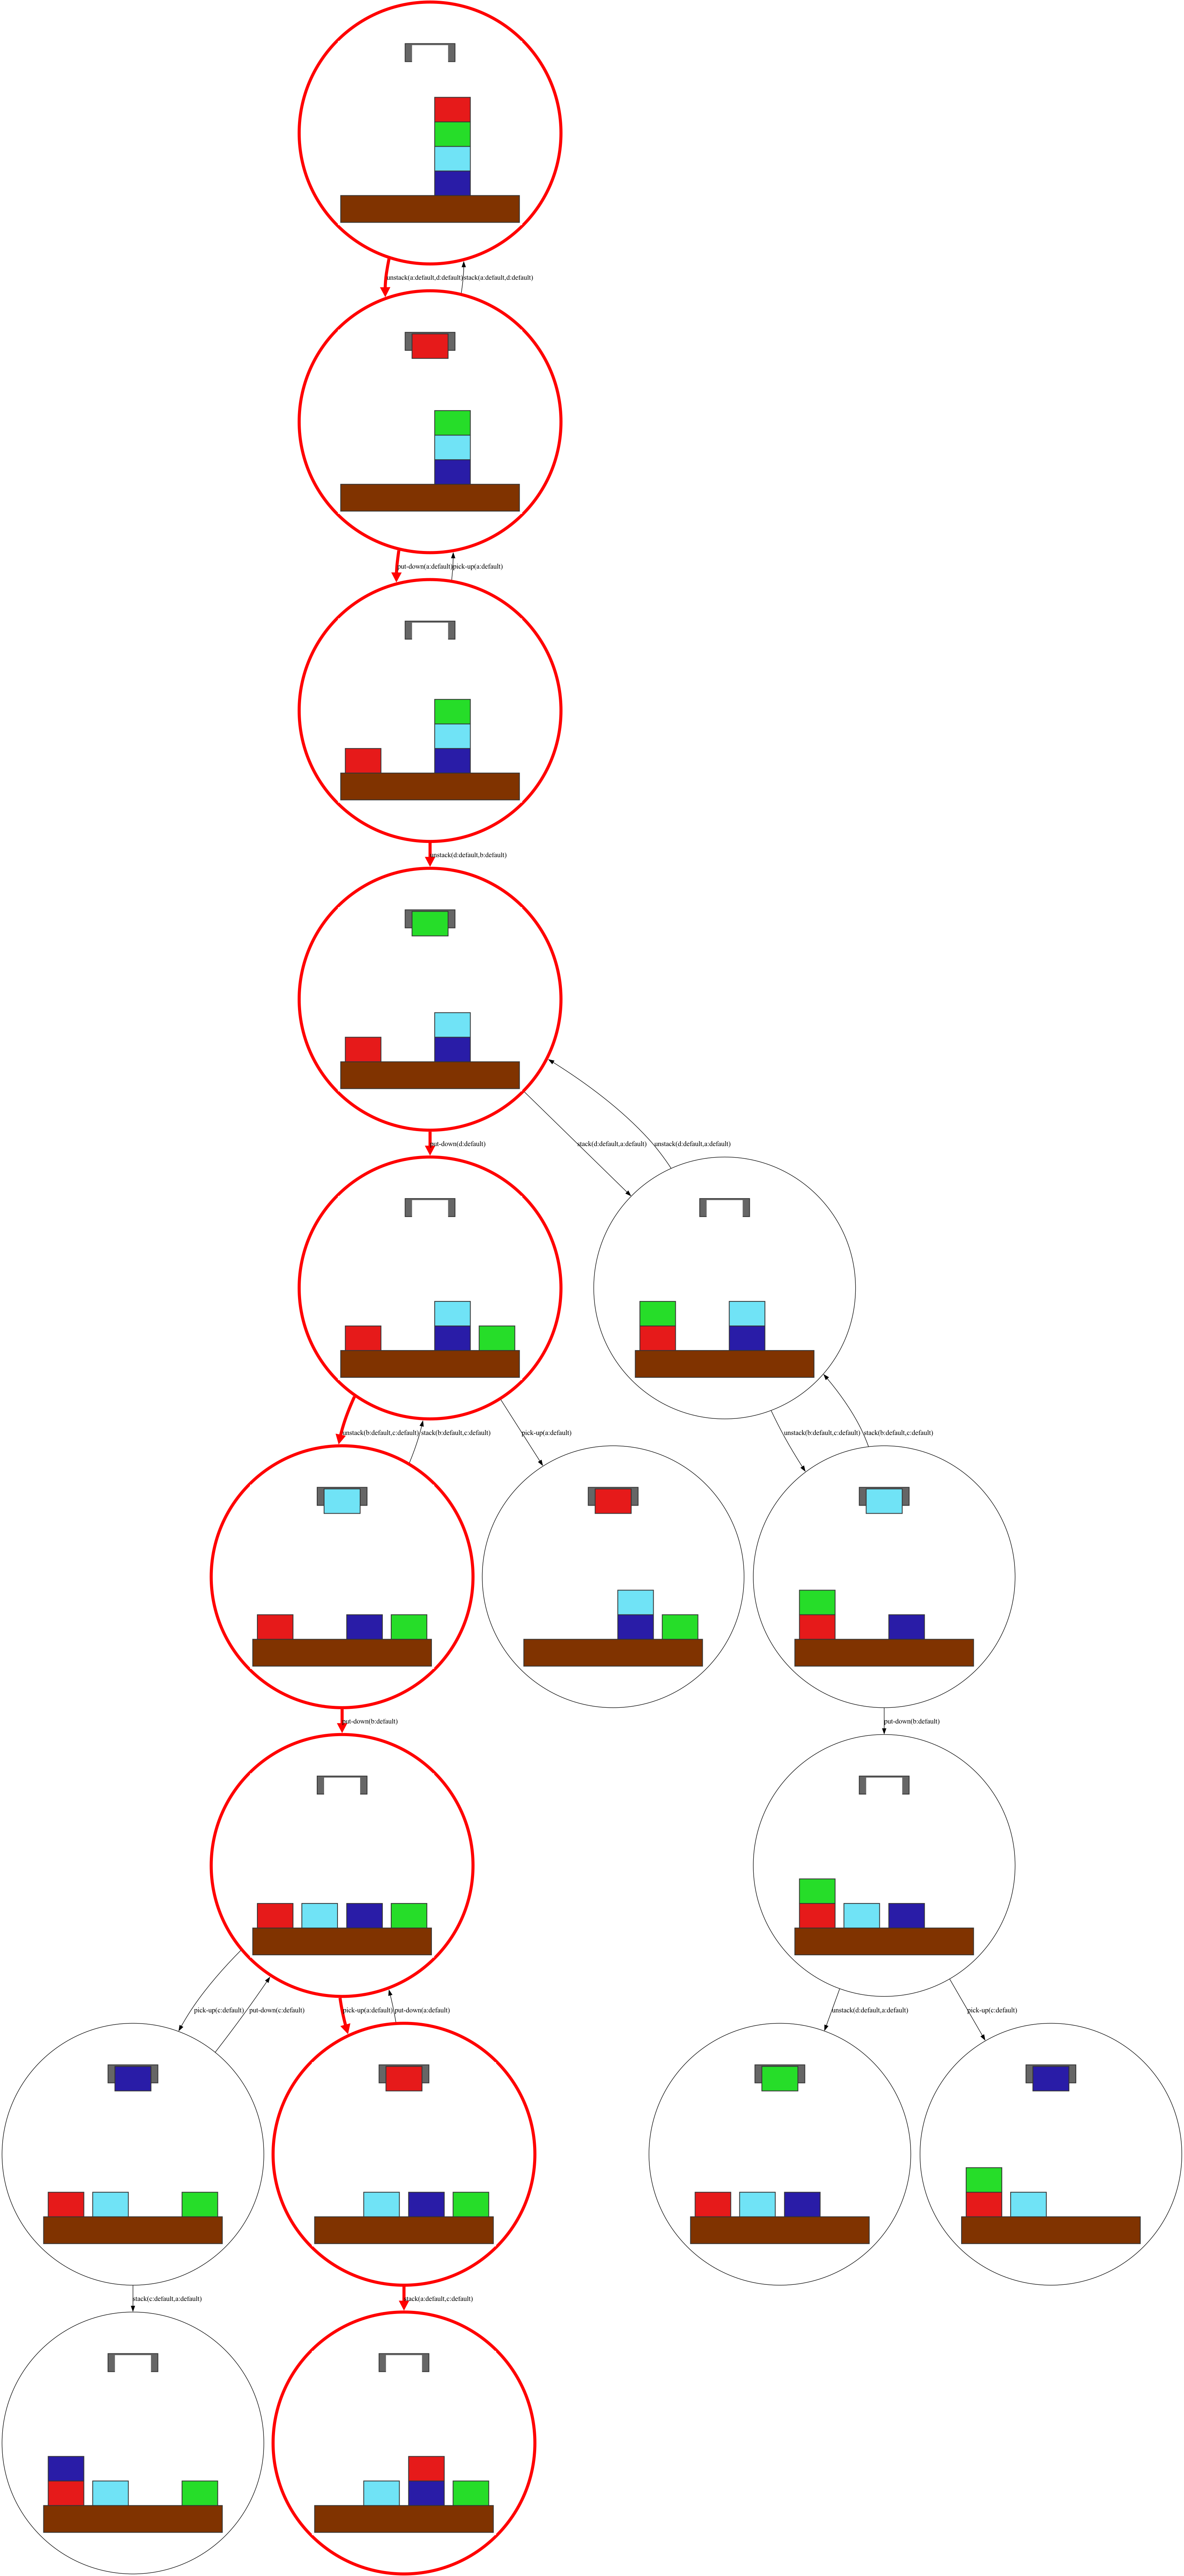 unstack(a:default,d:default) stack(a:default,d:default)
put-down(a:default) pick-up(a:default)
unstack(d:default,b:default)
put-down(d:default) stack(d:default,a:default) unstack(d:default,a:default)
unstack(b:default,c:default) stack(b:default,c:default) pick-up(a:default) unstack(b:default,c:default) stack(b:default,c:default)
put-down(b:default) put-down(b:default)
pick-up(c:default) put-down(c:default) pick-up(a:default) put-down(a:default) unstack(d:default,a:default) pick-up(c:default)
stack(c:default,a:default) stack(a:default,c:default)